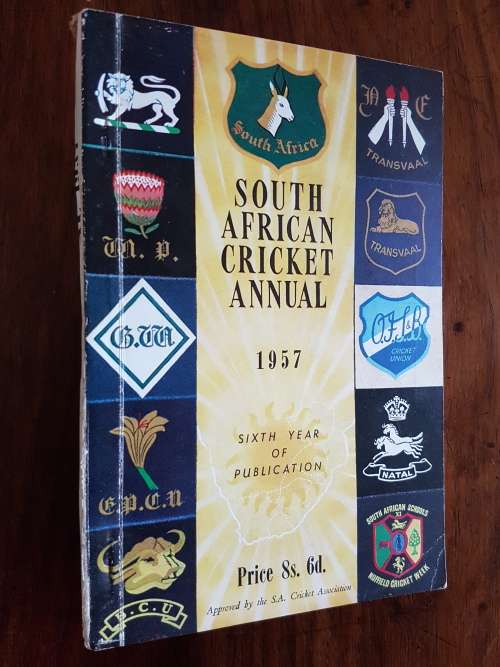 South Africa
SOUTH
AFRICAN
CRICKET
ANNUAL
1957
SIXTH YEAR
OF
PUBLICATION
Price 8s. 6d.
Approved by the S.A. Cricket Association
W. P.
G.W.
E.P.C.U
B.C.U
N E
TRANSVAAL
TRANSVAAL
O.F.S&B
CRICKET
UNION
NATAL
SOUTH AFRICAN SCHOOLS
XI
NUFFIELD CRICKET WEEK